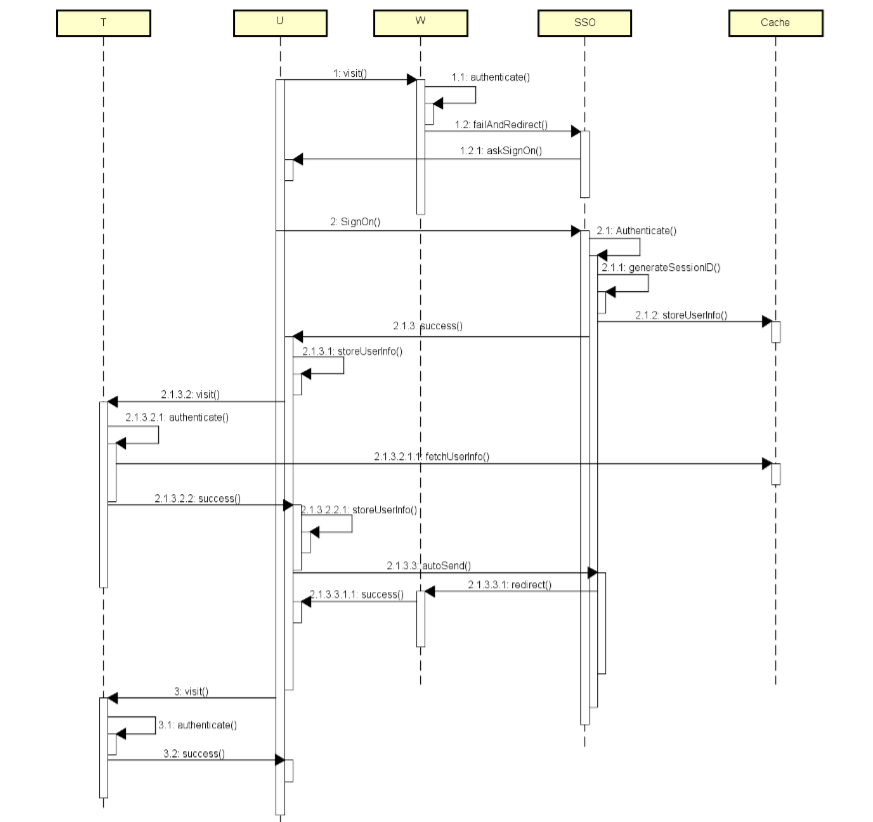 T
U
W
SSO
Cache
1: visit()
1.1: authenticate()
1.2: failAndRedirect()
1.2.1: askSignOn()
2: SignOn()
2.1: Authenticate()
2.1.1: generateSessionID()
2.1.2: storeUserInfo()
2.1.3: success()
2.1.3.1: storeUserInfo()
2.1.3.2: visit()
2.1.3.2.1: authenticate()
2.1.3.2.1.1: fetchUserInfo()
2.1.3.2.2: success()
2.1.3.2.2.1: storeUserInfo()
2.1.3.3: autoSend()
2.1.3.3.1: redirect()
2.1.3.3.1.1: success()
3: visit()
3.1: authenticate()
3.2: success()